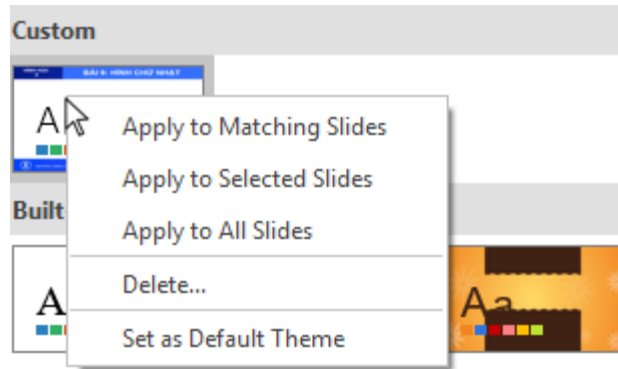 Custom
BÀI 9: HÌNH CHỮ NHẬT
A
Apply to Matching Slides
Apply to Selected Slides
Apply to All Slides
Built
Delete...
A
Aa
Set as Default Theme